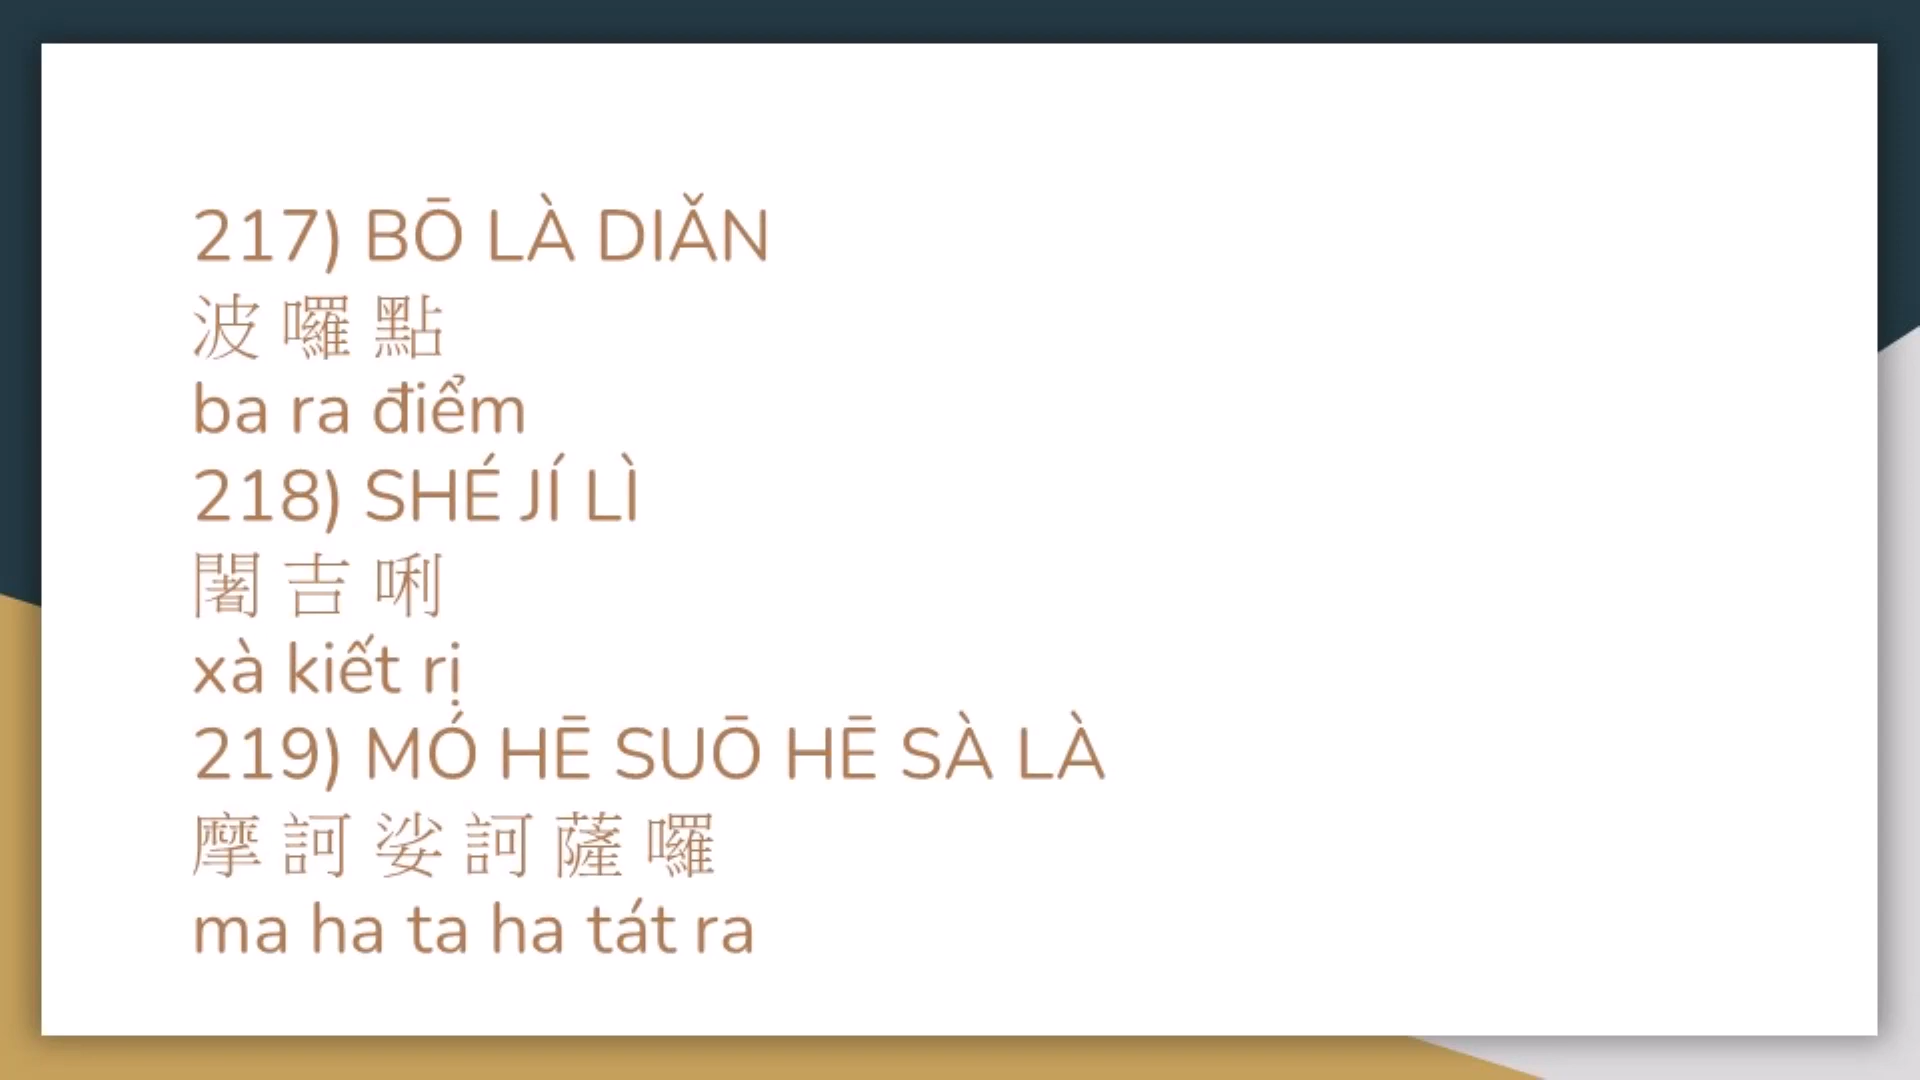 217) BŌ LÀ DIǍN
波 囉 點
ba ra điểm
218) SHÉ JÍ LÌ
闍 吉 唎
xà kiết rị
219) MÓ HĒ SUŌ HĒ SÀ LÀ
摩 訶 娑 訶 薩 囉
ma ha ta ha tát ra